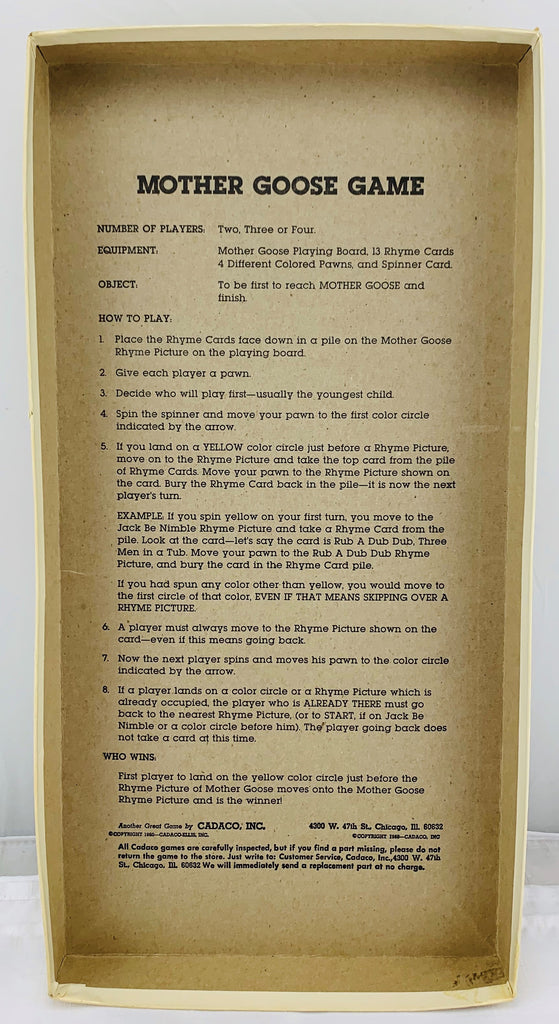 MOTHER GOOSE GAME
NUMBER OF PLAYERS: Two, Three or Four.
EQUIPMENT: Mother Goose Playing Board, 13 Rhyme Cards
4 Different Colored Pawns, and Spinner Card.
OBJECT: To be first to reach MOTHER GOOSE and
finish.
HOW TO PLAY:
1. Place the Rhyme Cards face down in a pile on the Mother Goose
Rhyme Picture on the playing board.
2. Give each player a pawn.
3. Decide who will play first—usually the youngest child.
4. Spin the spinner and move your pawn to the first color circle
indicated by the arrow.
5. If you land on a YELLOW color circle just before a Rhyme Picture,
move on to the Rhyme Picture and take the top card from the pile
of Rhyme Cards. Move your pawn to the Rhyme Picture shown on
the card. Bury the Rhyme Card back in the pile—it is now the next
player's turn.
EXAMPLE: If you spin yellow on your first turn, you move to the
Jack Be Nimble Rhyme Picture and take a Rhyme Card from the
pile. Look at the card—let's say the card is Rub A Dub Dub, Three
Men in a Tub. Move your pawn to the Rub A Dub Dub Rhyme
Picture, and bury the card in the Rhyme Card pile.
If you had spun any color other than yellow, you would move to
the first circle of that color, EVEN IF THAT MEANS SKIPPING OVER A
RHYME PICTURE.
6. A player must always move to the Rhyme Picture shown on the
card—even if this means going back.
7. Now the next player spins and moves his pawn to the color circle
indicated by the arrow.
8. If a player lands on a color circle or a Rhyme Picture which is
already occupied, the player who is ALREADY THERE must go
back to the nearest Rhyme Picture, (or to START, if on Jack Be
Nimble or a color circle before him). The player going back does
not take a card at this time.
WHO WINS:
First player to land on the yellow color circle just before the
Rhyme Picture of Mother Goose moves onto the Mother Goose
Rhyme Picture and is the winner!
Another Great Game by CADACO, INC. 4300 W. 47th St., Chicago, Ill. 60632
©COPYRIGHT CADACO-ELLIS, INC. ©COPYRIGHT CADACO, INC
All Cadaco games are carefully inspected, but if you find a part missing, please do not
return the game to the store. Just write to: Customer Service, Cadaco, Inc.,4300 W. 47th
St., Chicago, Ill. 60632 We will immediately send a replacement part at no charge.